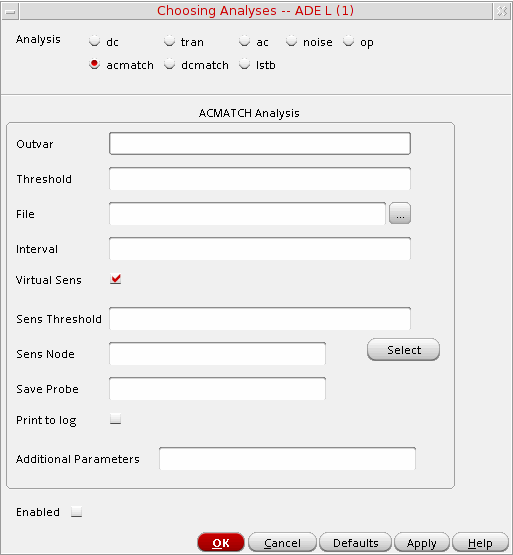 Choosing Analyses -- ADE L (1)
Analysis dc tran ac noise op
acmatch dcmatch lstb
ACMATCH Analysis
Outvar
Threshold
File ...
Interval
Virtual Sens
Sens Threshold
Sens Node Select
Save Probe
Print to log
Additional Parameters
Enabled
OK Cancel Defaults Apply Help